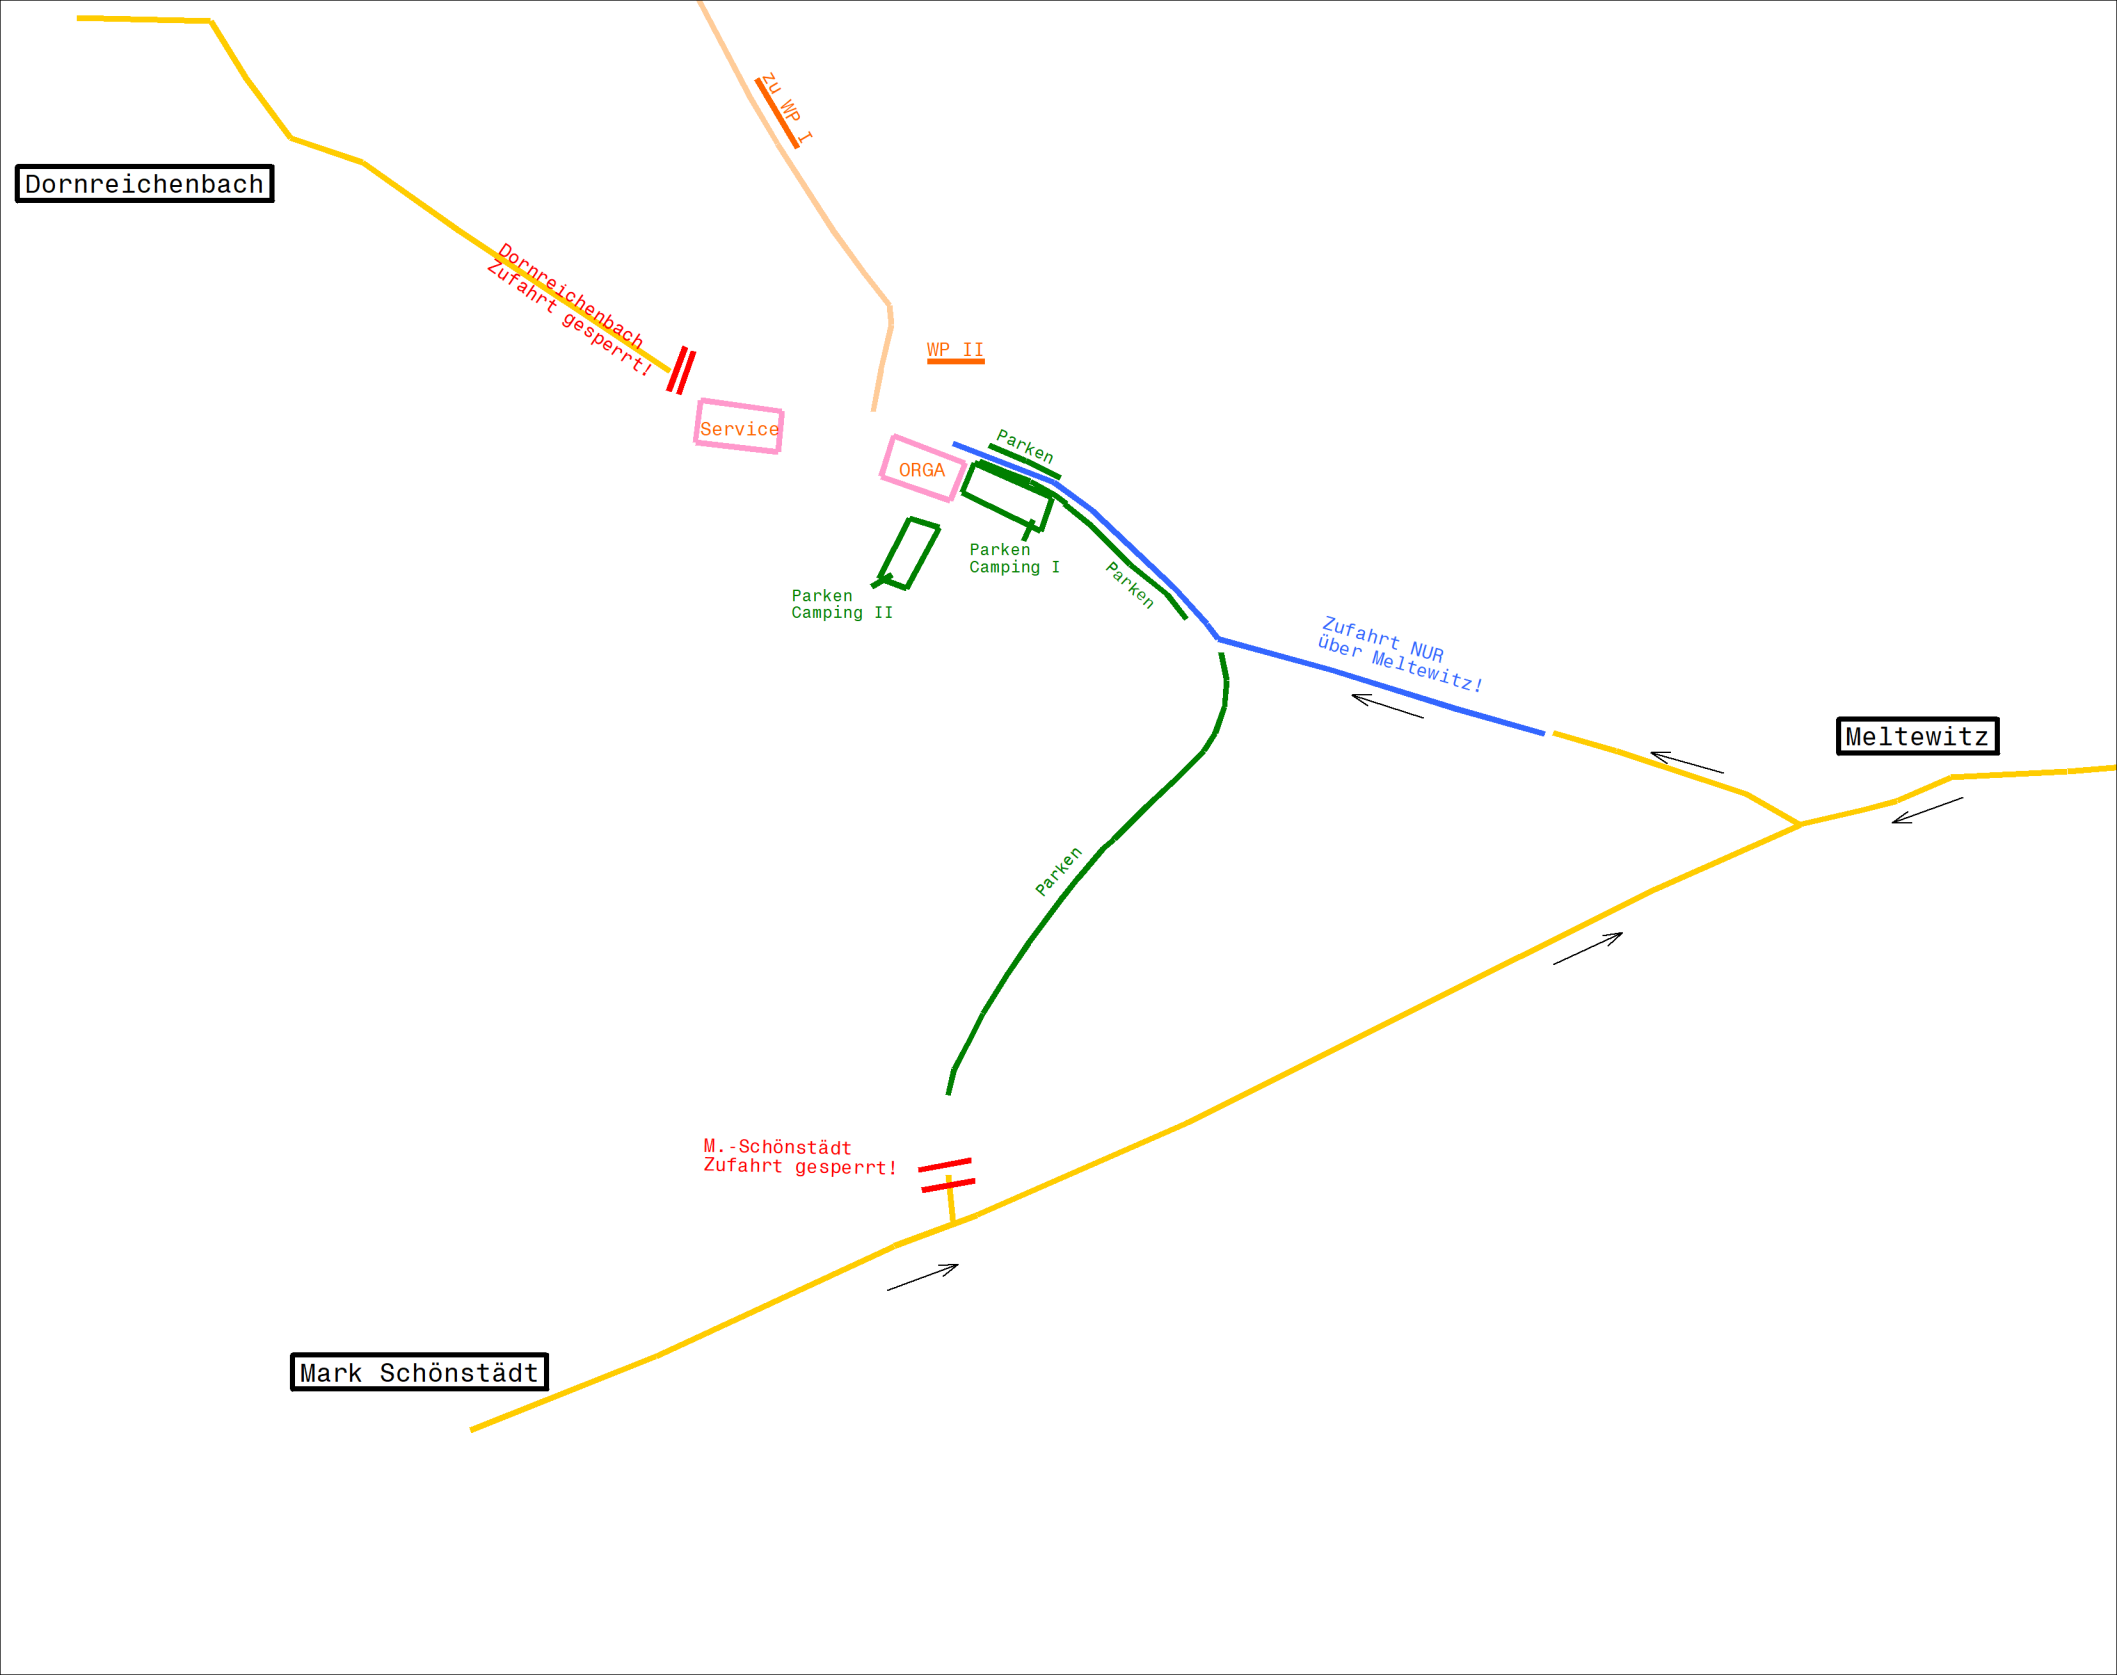 zu WP I
Dornreichenbach
Dornreichenbach
Zufahrt gesperrt!
WP II
Service
ORGA
Parken
Parken
Camping I
Parken
Parken
Camping II
Zufahrt NUR
über Meltewitz!
Meltewitz
Parken
M.-Schönstädt
Zufahrt gesperrt!
Mark Schönstädt